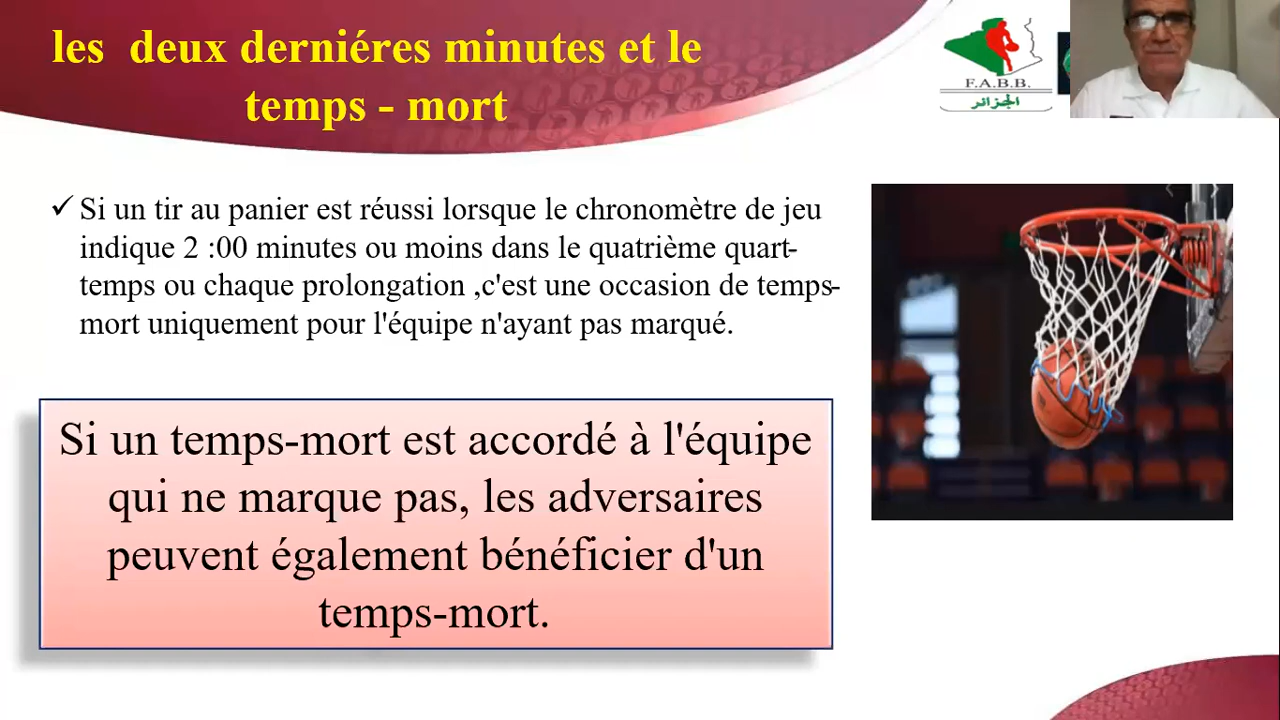 les  deux derniéres minutes et le
temps - mort
F.A.B.B.
الجزائر
✓ Si un tir au panier est réussi lorsque le chronomètre de jeu
indique 2 :00 minutes ou moins dans le quatrième quart-
temps ou chaque prolongation ,c'est une occasion de temps-
mort uniquement pour l'équipe n'ayant pas marqué.
Si un temps-mort est accordé à l'équipe
qui ne marque pas, les adversaires
peuvent également bénéficier d'un
temps-mort.